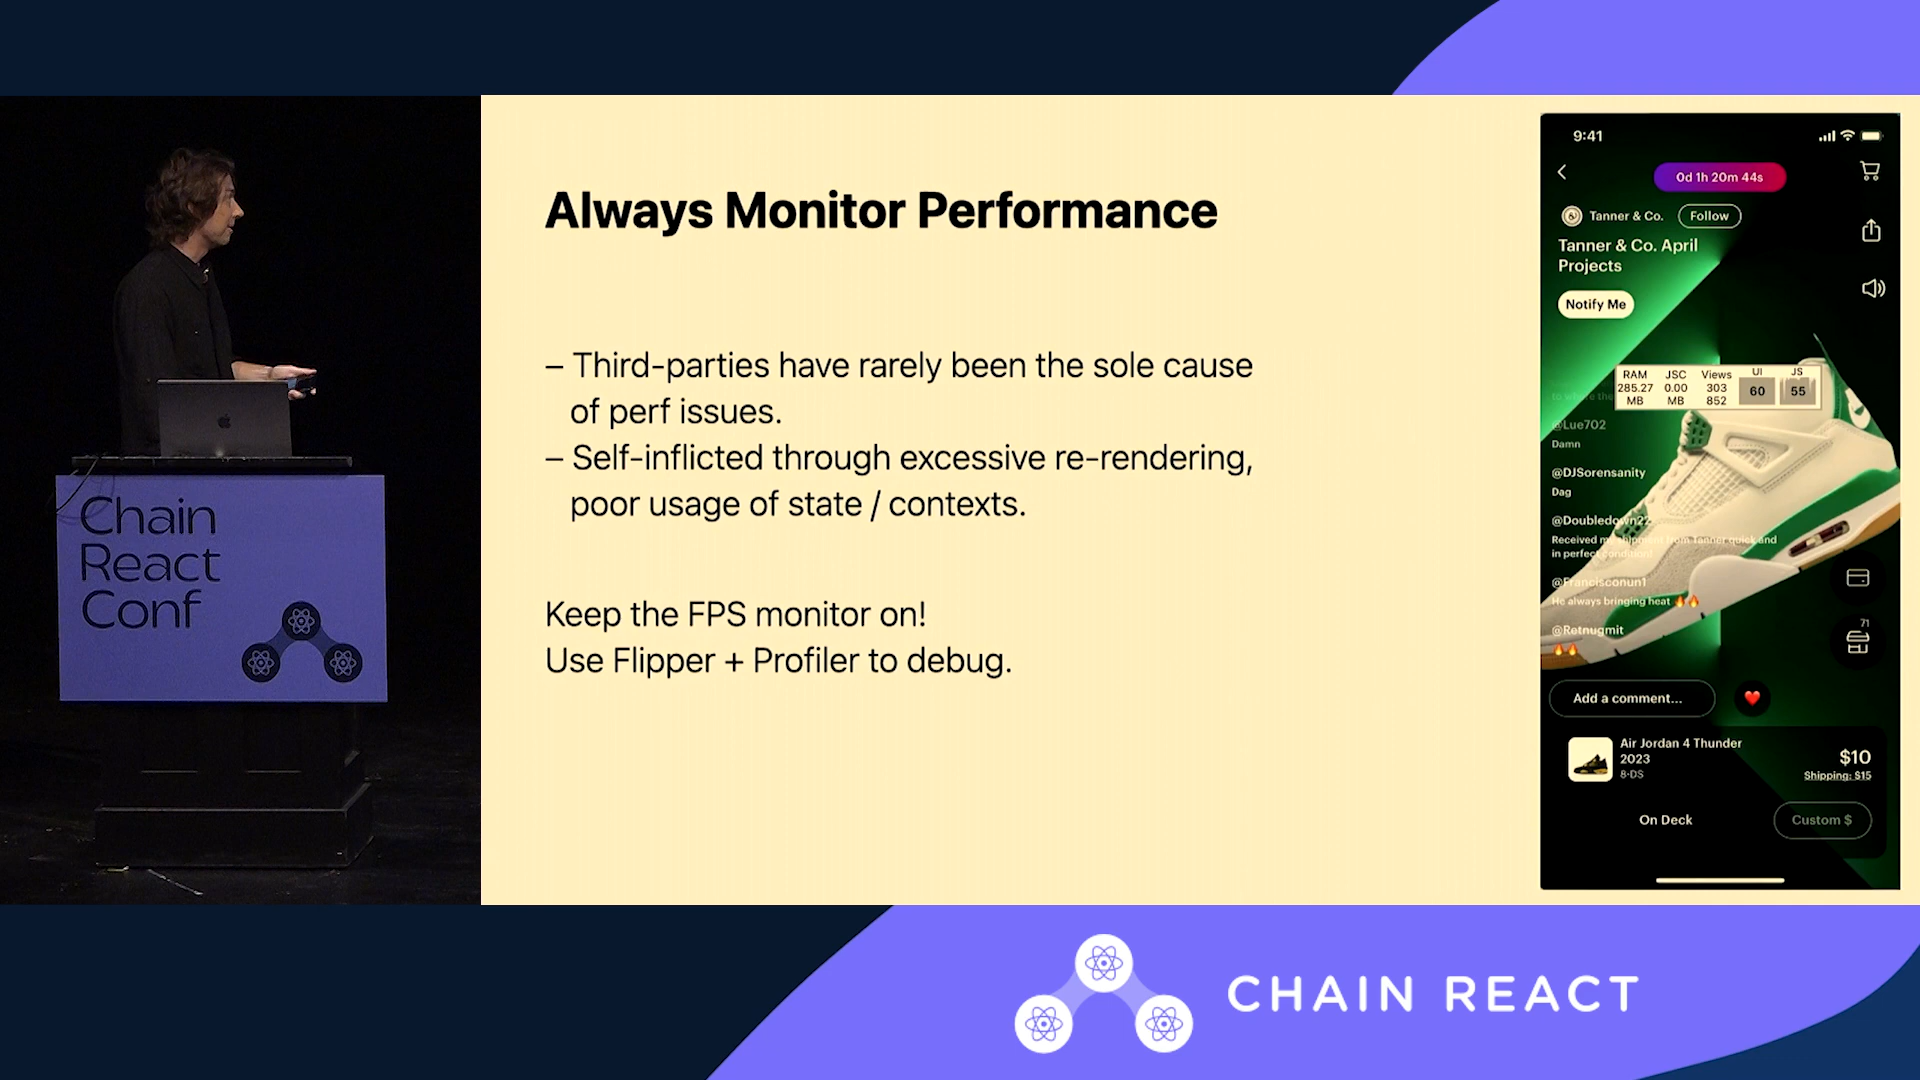 Always Monitor Performance
– Third-parties have rarely been the sole cause
of perf issues.
– Self-inflicted through excessive re-rendering,
poor usage of state / contexts.
Keep the FPS monitor on!
Use Flipper + Profiler to debug.
Chain
React
Conf
9:41
0d 1h 20m 44s
Tanner & Co.
Follow
Tanner & Co. April
Projects
Notify Me
RAM JSC Views UI JS
285.27 0.00 303 60 55
MB MB 852
to where the
@Lue702
Damn
@DJSorensanity
Dag
@Doubledown22
Received my shipment from Tanner quick and
in perfect condition!
@Francisconun1
He always bringing heat 🔥🔥
71
@Retnugmit
🔥🔥
Add a comment...
Air Jordan 4 Thunder
2023
8·DS
$10
Shipping: $15
On Deck
Custom $
CHAIN REACT